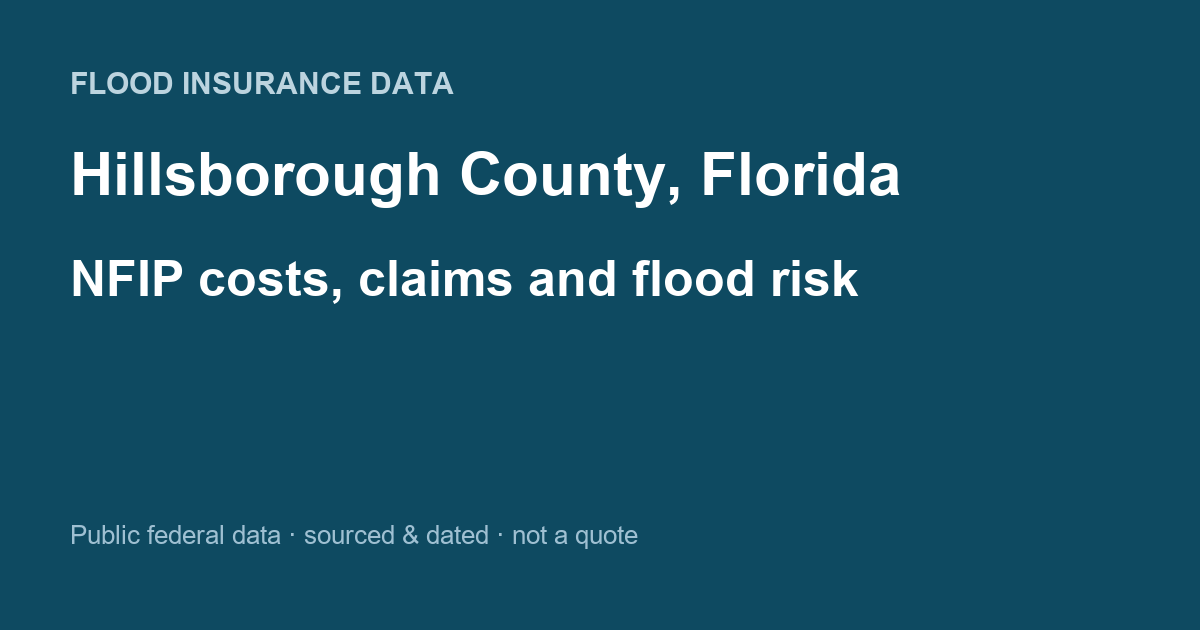 FLOOD INSURANCE DATA
Hillsborough County, Florida
NFIP costs, claims and flood risk
Public federal data · sourced & dated · not a quote